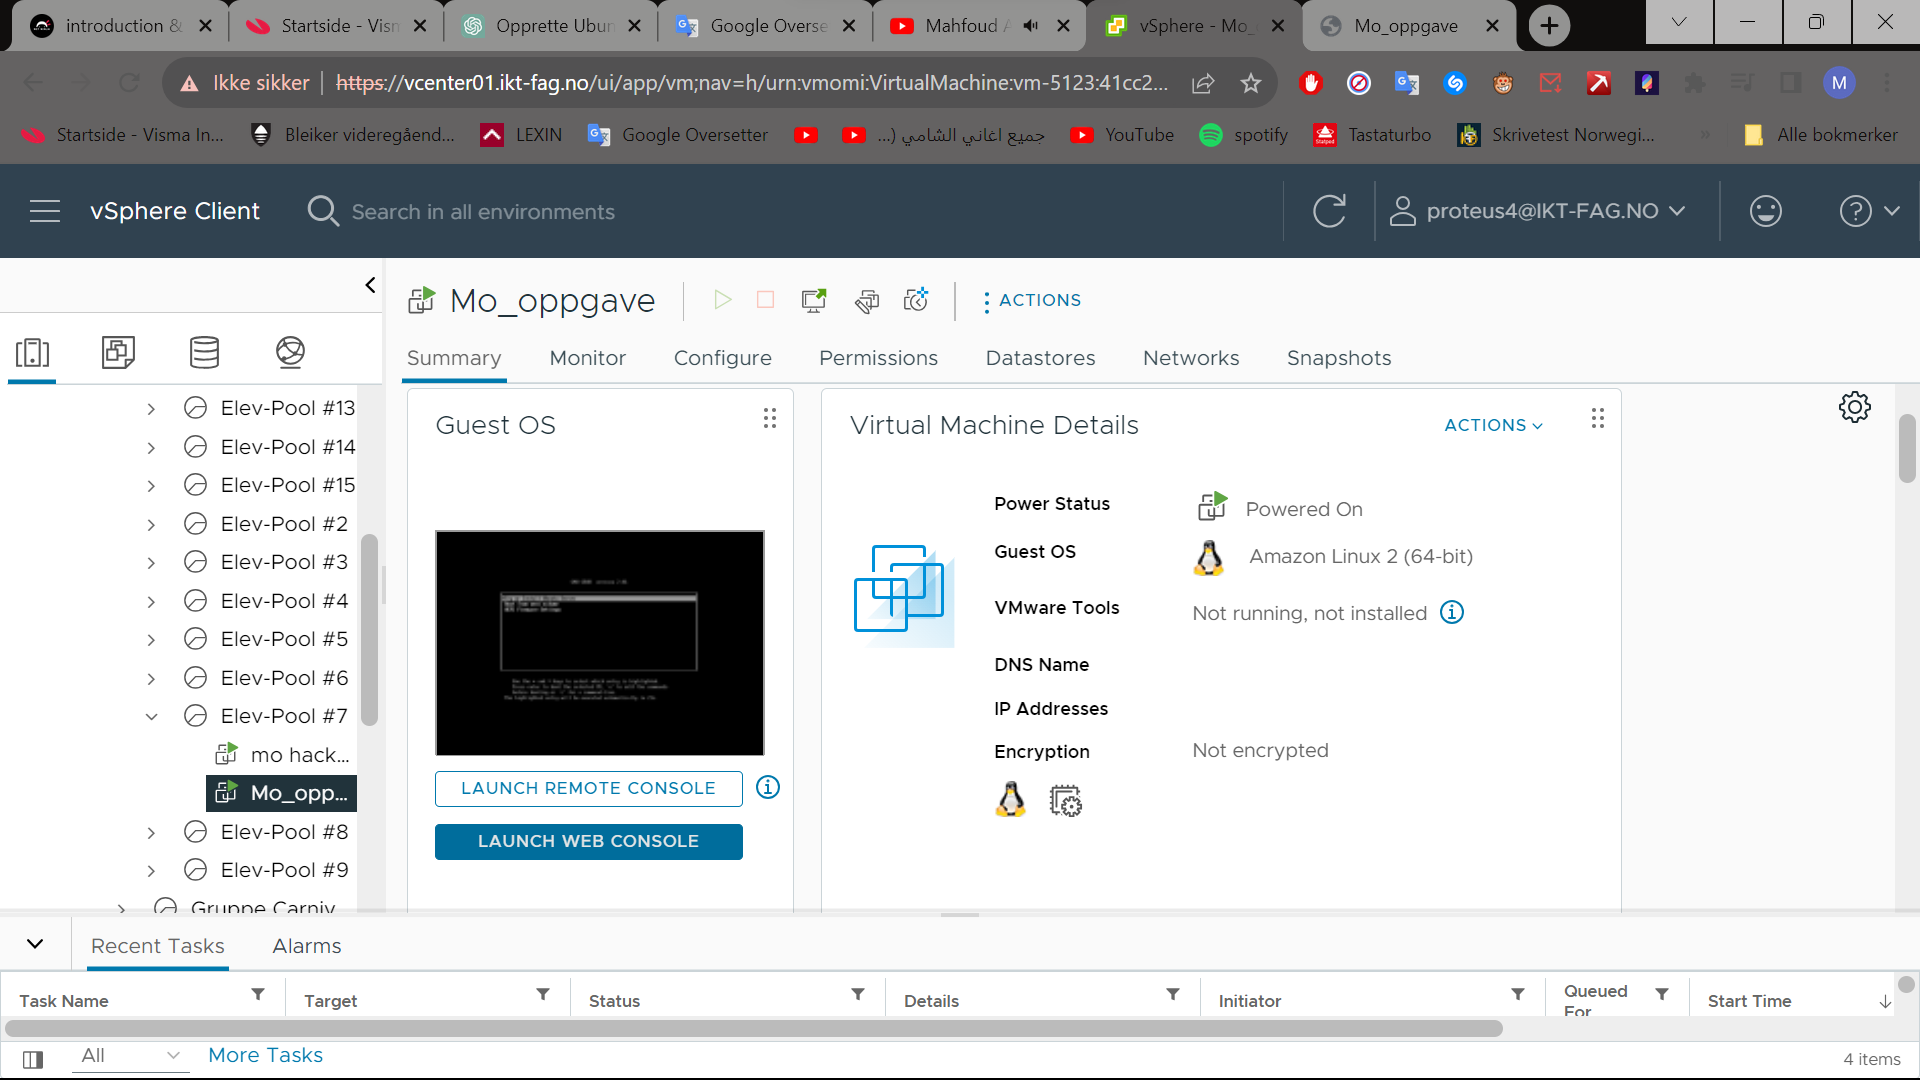 introduction &
Startside - Visn
Opprette Ubun
Google Overse
Mahfoud A
vSphere - Mo_
Mo_oppgave
Ikke sikker
https://vcenter01.ikt-fag.no/ui/app/vm;nav=h/urn:vmomi:VirtualMachine:vm-5123:41cc2...
M
Startside - Visma In...
Bleiker videregåend...
LEXIN
Google Oversetter
جميع اغاني الشامي (...
YouTube
spotify
Tastaturbo
Skrivetest Norwegi...
»
Alle bokmerker
vSphere Client
Search in all environments
proteus4@IKT-FAG.NO
Mo_oppgave
ACTIONS
Summary
Monitor
Configure
Permissions
Datastores
Networks
Snapshots
Elev-Pool #13
Elev-Pool #14
Elev-Pool #15
Elev-Pool #2
Elev-Pool #3
Elev-Pool #4
Elev-Pool #5
Elev-Pool #6
Elev-Pool #7
mo hack...
Mo_opp...
Elev-Pool #8
Elev-Pool #9
Gruppe Carniv
Guest OS
LAUNCH REMOTE CONSOLE
LAUNCH WEB CONSOLE
Virtual Machine Details
ACTIONS
Power Status
Powered On
Guest OS
Amazon Linux 2 (64-bit)
VMware Tools
Not running, not installed
DNS Name
IP Addresses
Encryption
Not encrypted
Recent Tasks
Alarms
Task Name
Target
Status
Details
Initiator
Queued For
Start Time
All
More Tasks
4 items